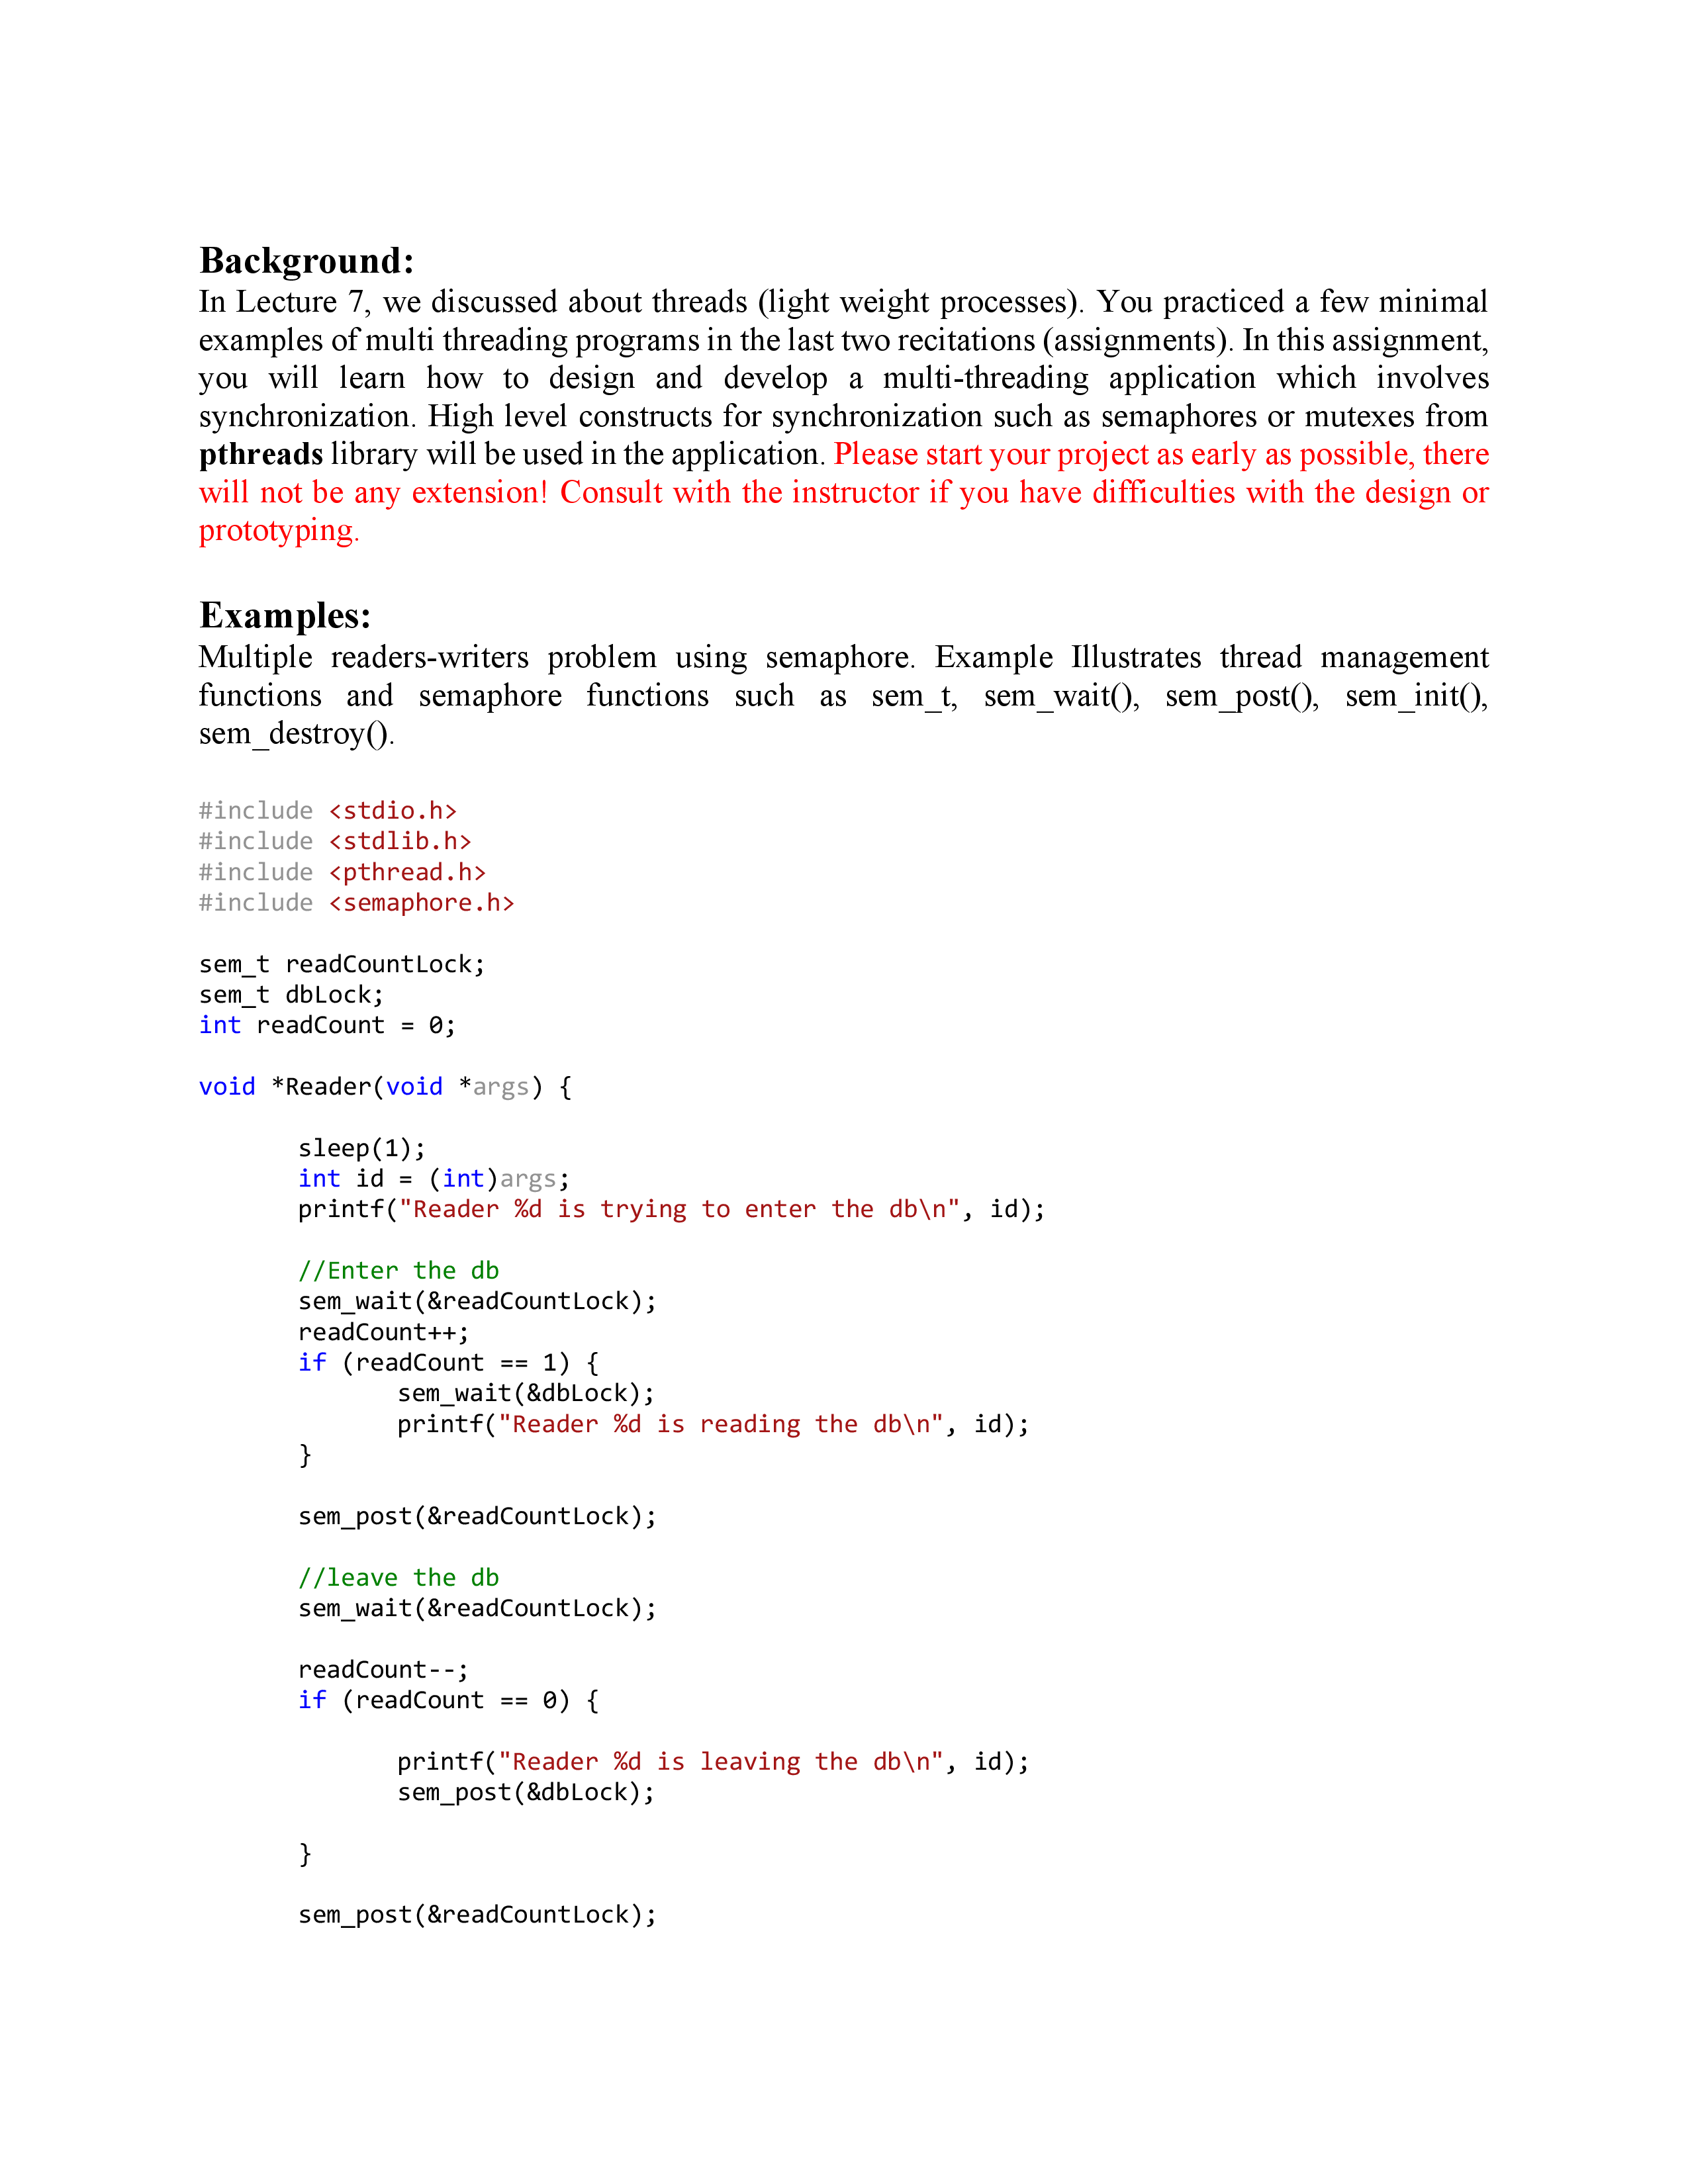 Background:
In Lecture 7, we discussed about threads (light weight processes). You practiced a few minimal
examples of multi threading programs in the last two recitations (assignments). In this assignment,
you will learn how to design and develop a multi-threading application which involves
synchronization. High level constructs for synchronization such as semaphores or mutexes from
pthreads library will be used in the application. Please start your project as early as possible, there
will not be any extension! Consult with the instructor if you have difficulties with the design or
prototyping.
Examples:
Multiple readers-writers problem using semaphore. Example Illustrates thread management
functions and semaphore functions such as sem_t, sem_wait(), sem_post(), sem_init(),
sem_destroy().
#include <stdio.h>
#include <stdlib.h>
#include <pthread.h>
#include <semaphore.h>
sem_t readCountLock;
sem_t dbLock;
int readCount = 0;
void *Reader(void *args) {
sleep(1);
int id = (int)args;
printf("Reader %d is trying to enter the db\n", id);
//Enter the db
sem_wait(&readCountLock);
readCount++;
if (readCount == 1) {
sem_wait(&dbLock);
printf("Reader %d is reading the db\n", id);
}
sem_post(&readCountLock);
//leave the db
sem_wait(&readCountLock);
readCount--;
if (readCount == 0) {
printf("Reader %d is leaving the db\n", id);
sem_post(&dbLock);
}
sem_post(&readCountLock);